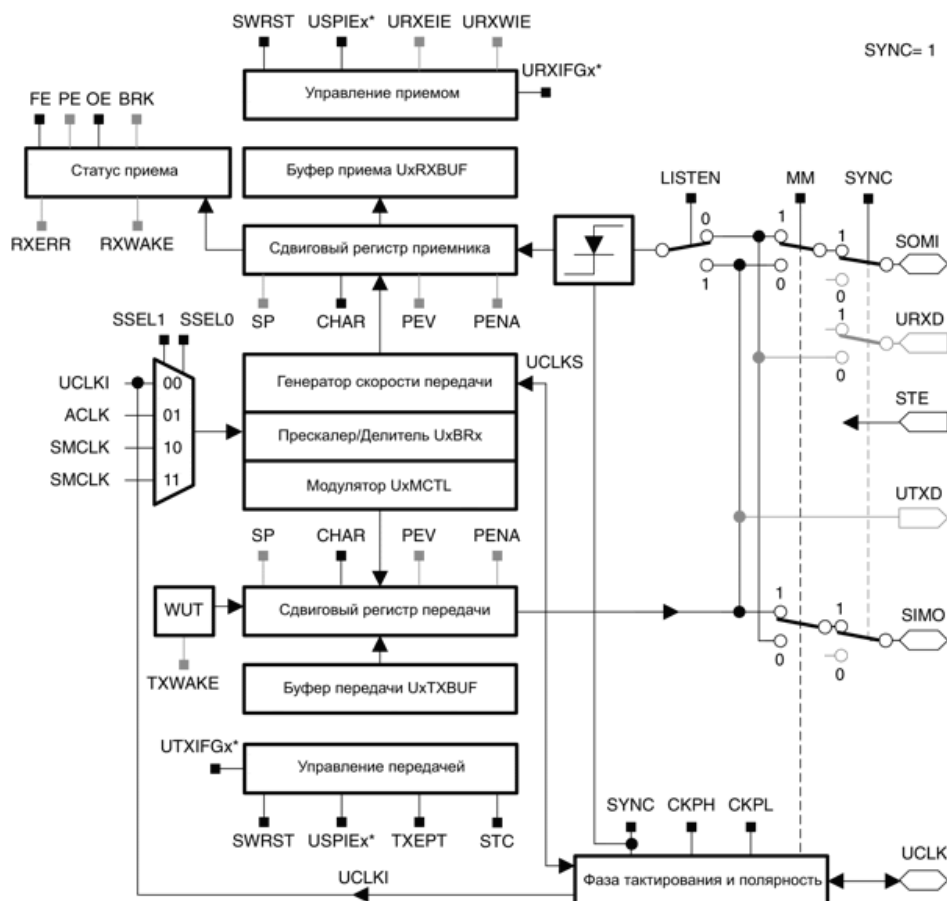 SWRST USPIEx* URXEIE URXWIE
SYNC= 1
URXIFGx*
Управление приемом
FE PE OE BRK
Статус приема
Буфер приема UxRXBUF
LISTEN MM SYNC
RXERR RXWAKE
Сдвиговый регистр приемника
0 1 1
SOMI
1 0 0
SP CHAR PEV PENA
SSEL1 SSEL0
1
URXD
0
UCLKS
UCLKI 00
Генератор скорости передачи
ACLK 01
STE
SMCLK 10
Прескалер/Делитель UxBRx
SMCLK 11
Модулятор UxMCTL
UTXD
SP CHAR PEV PENA
WUT
Сдвиговый регистр передачи
1 1
SIMO
0 0
TXWAKE
Буфер передачи UxTXBUF
UTXIFGx*
Управление передачей
SWRST USPIEx* TXEPT STC
SYNC CKPH CKPL
UCLKI
Фаза тактирования и полярность
UCLK